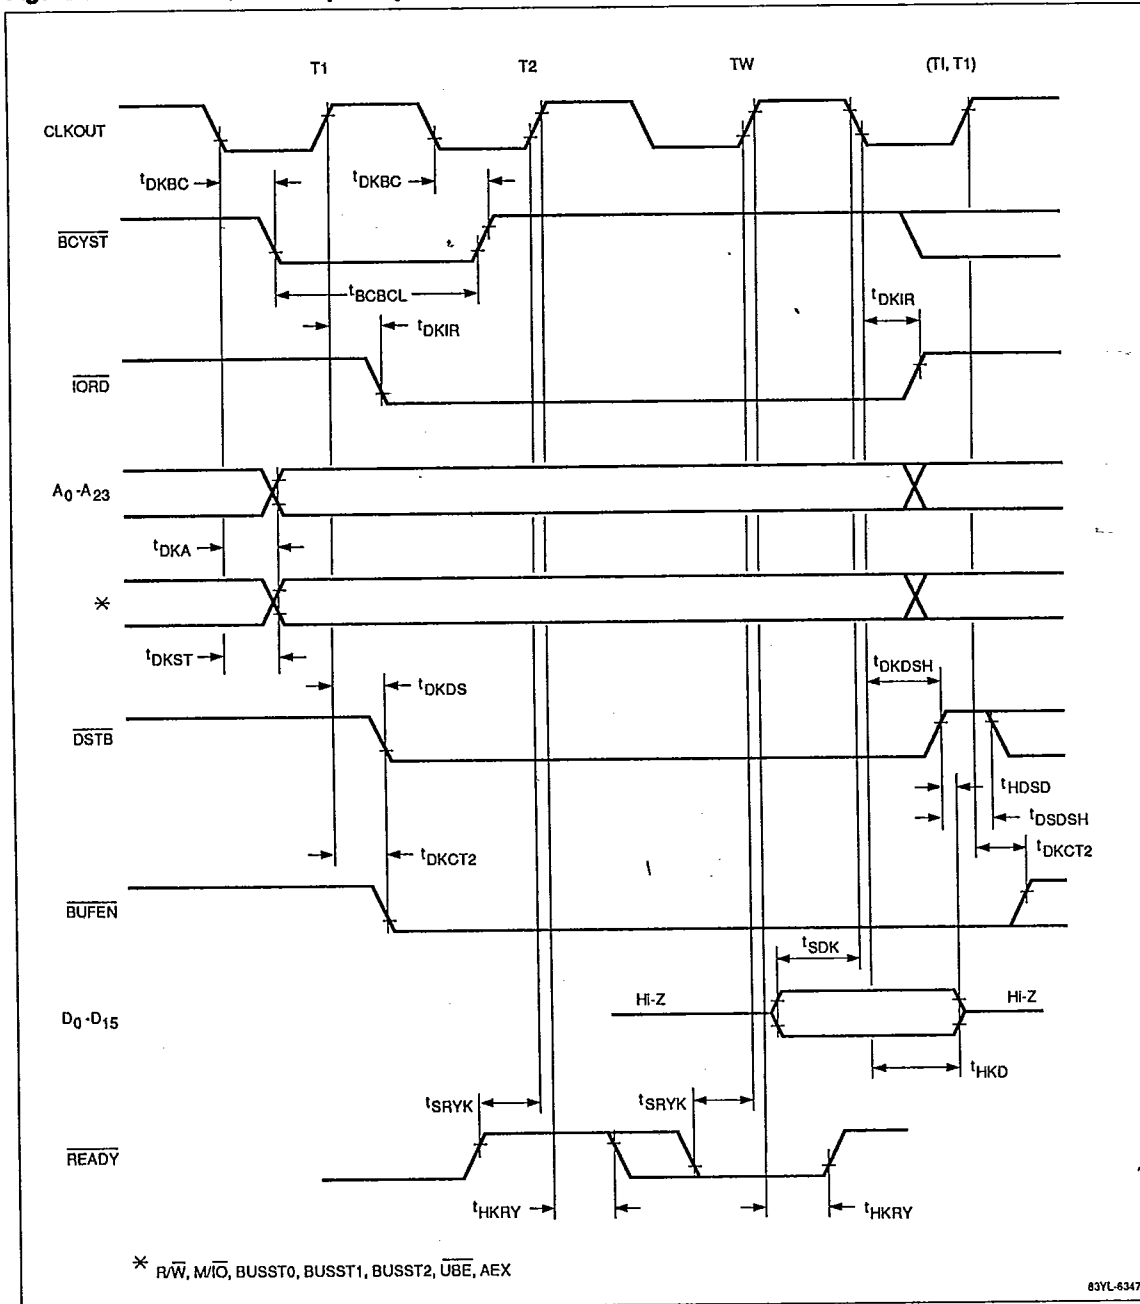 T1 T2 TW (TI, T1)
CLKOUT
tDKBC tDKBC
BCYST
tBCBCL
tDKIR tDKIR
IORD
A0-A23
tDKA
*
tDKST
tDKDS tDKDSH
DSTB
tHDSD
tDSDSH
tDKCT2 tDKCT2
BUFEN
tSDK
Hi-Z Hi-Z
D0-D15
tHKD
tSRYK tSRYK
READY
tHKRY tHKRY
* R/W, M/IO, BUSST0, BUSST1, BUSST2, UBE, AEX
83YL-6347